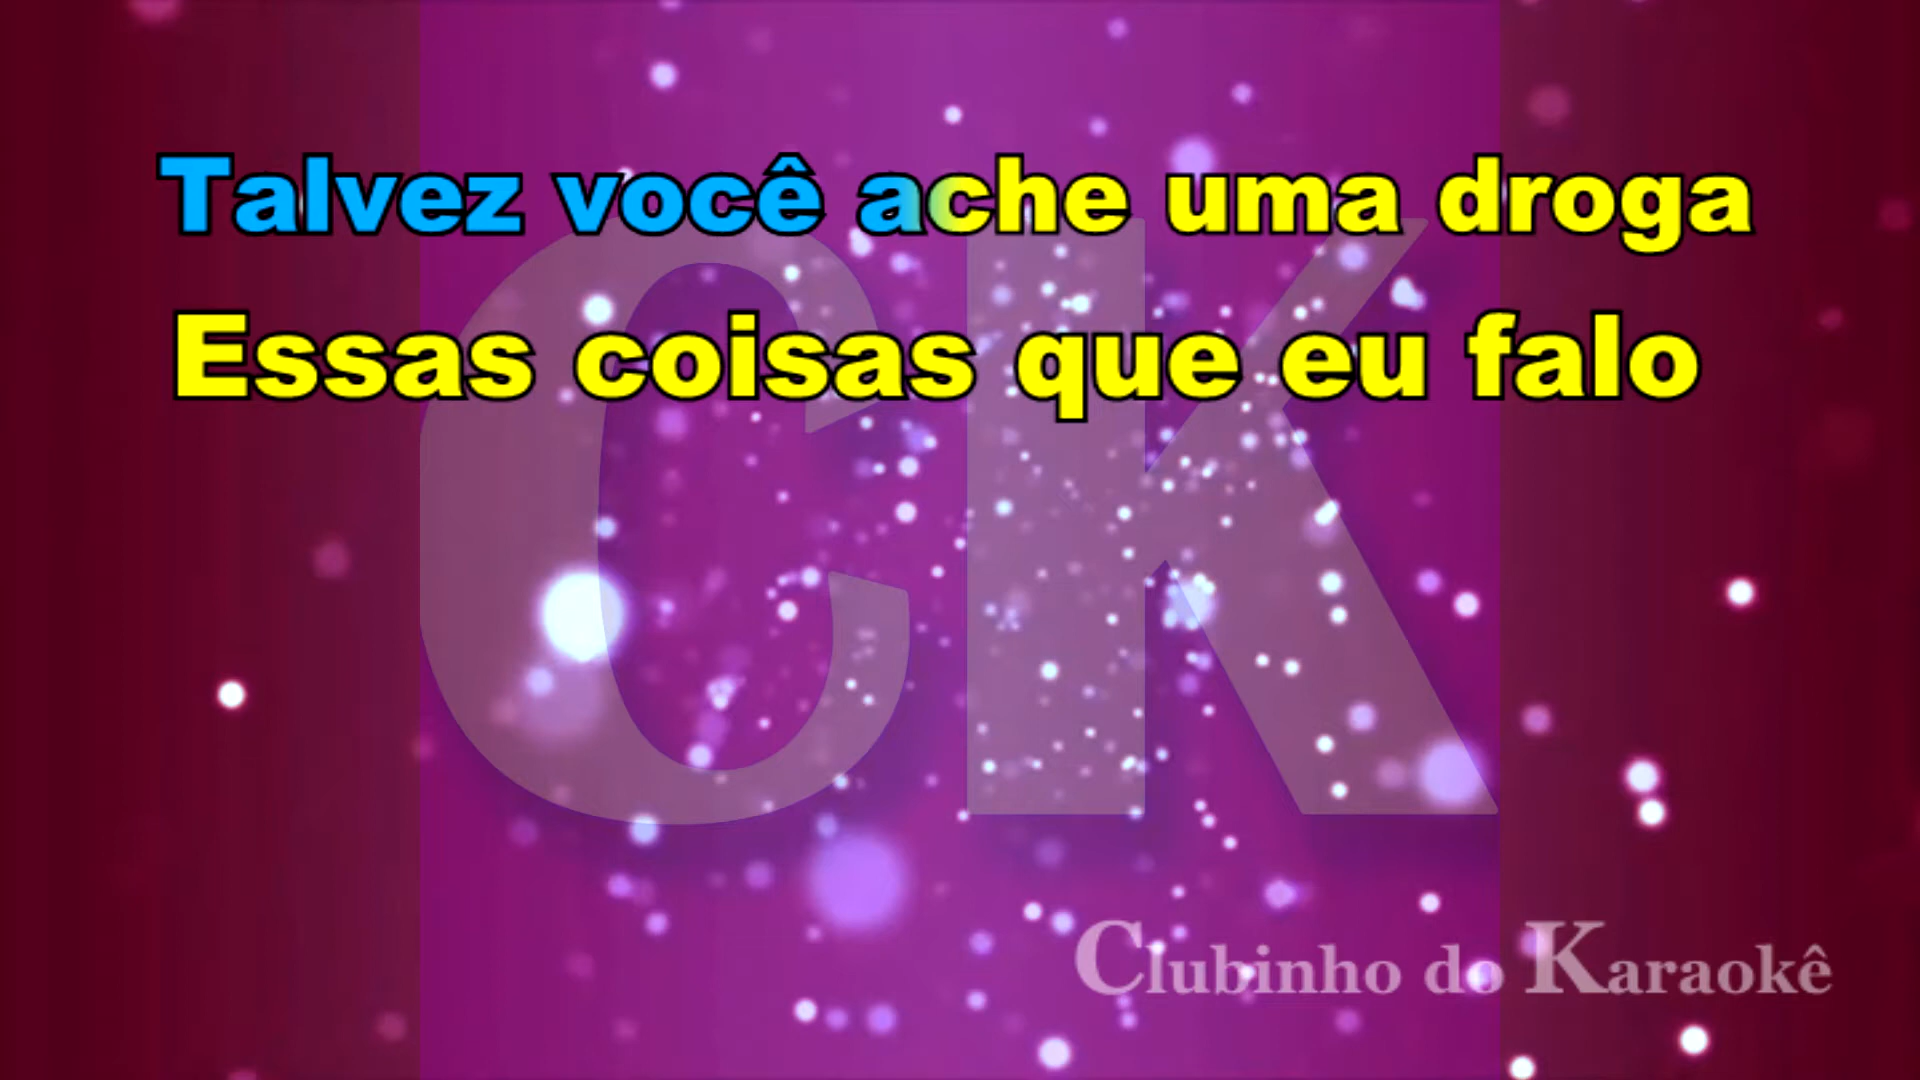 Talvez você ache uma droga
Essas coisas que eu falo
CK
Clubinho do Karaokê